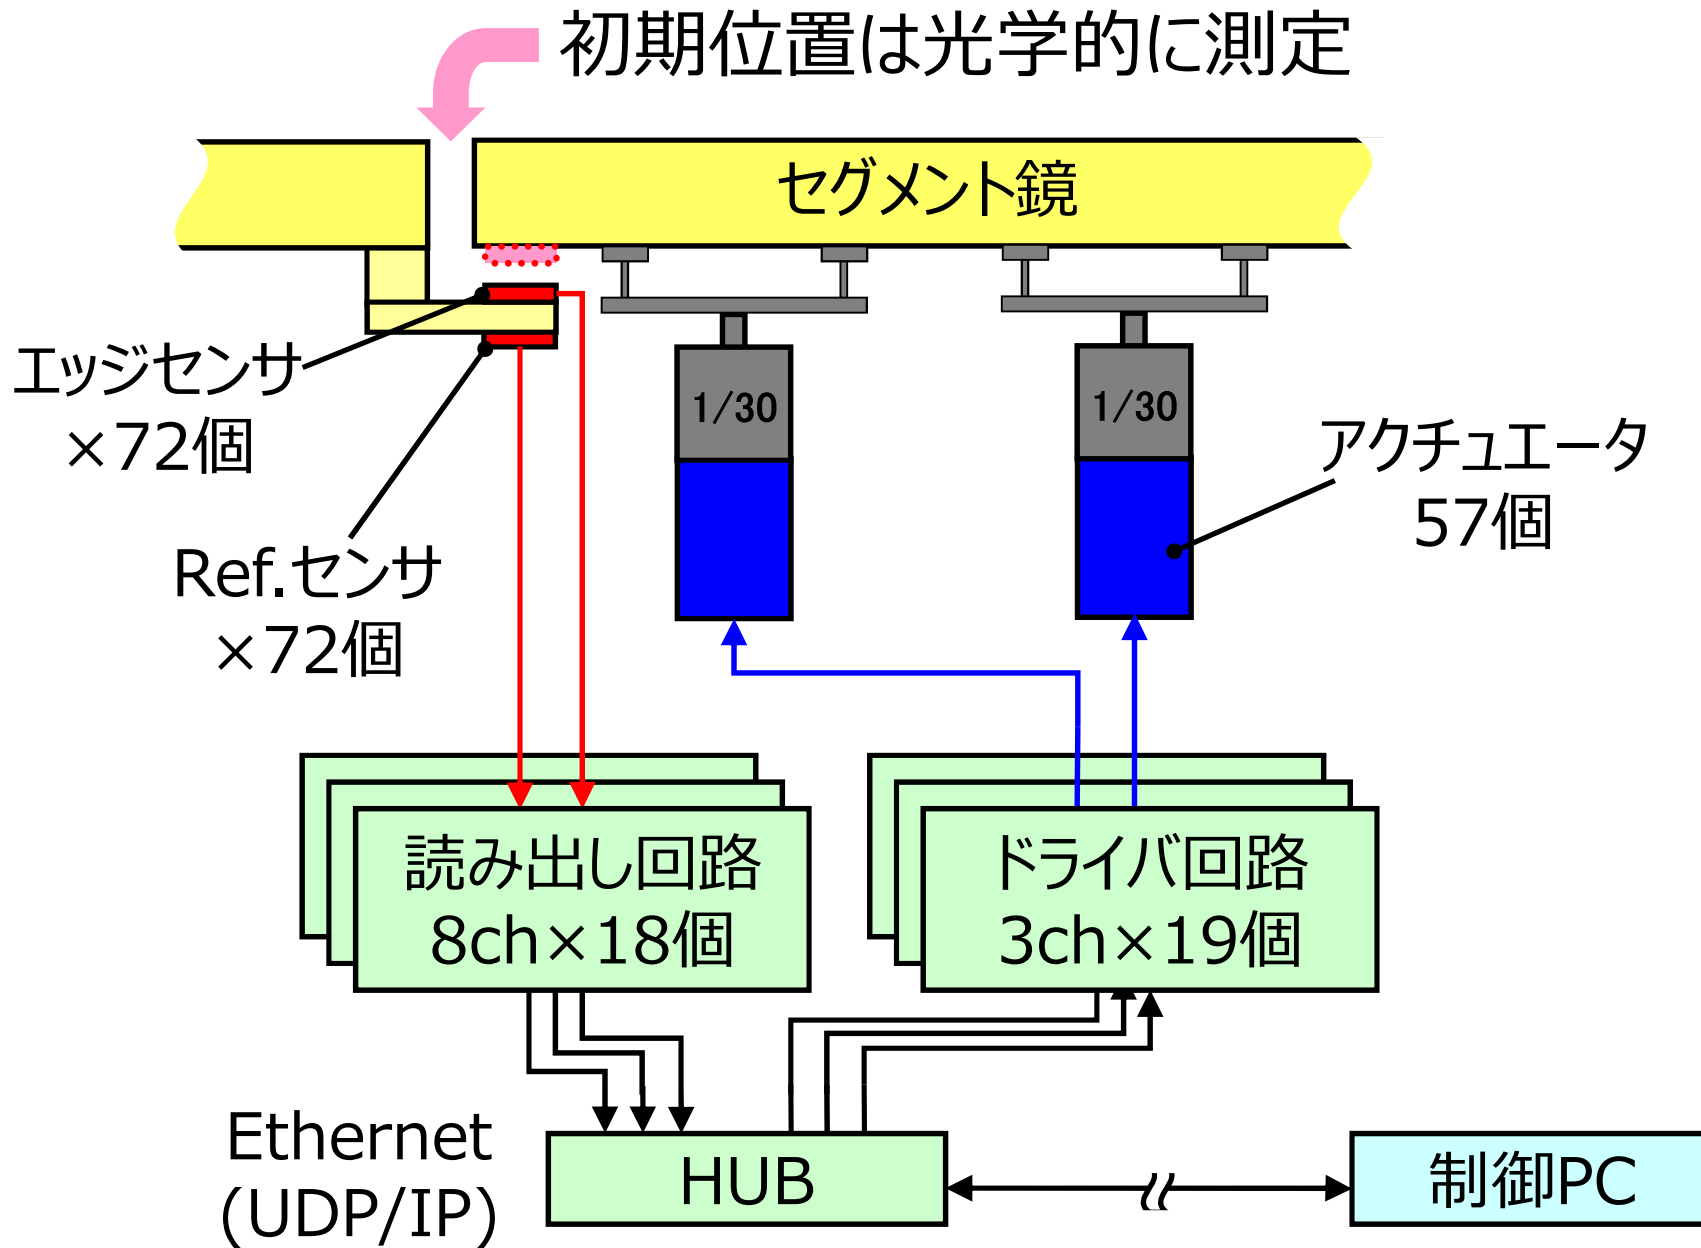 初期位置は光学的に測定
セグメント鏡
エッジセンサ
×72個
1/30
1/30
アクチュエータ
57個
Ref.センサ
×72個
読み出し回路
8ch×18個
ドライバ回路
3ch×19個
Ethernet
(UDP/IP)
HUB
制御PC